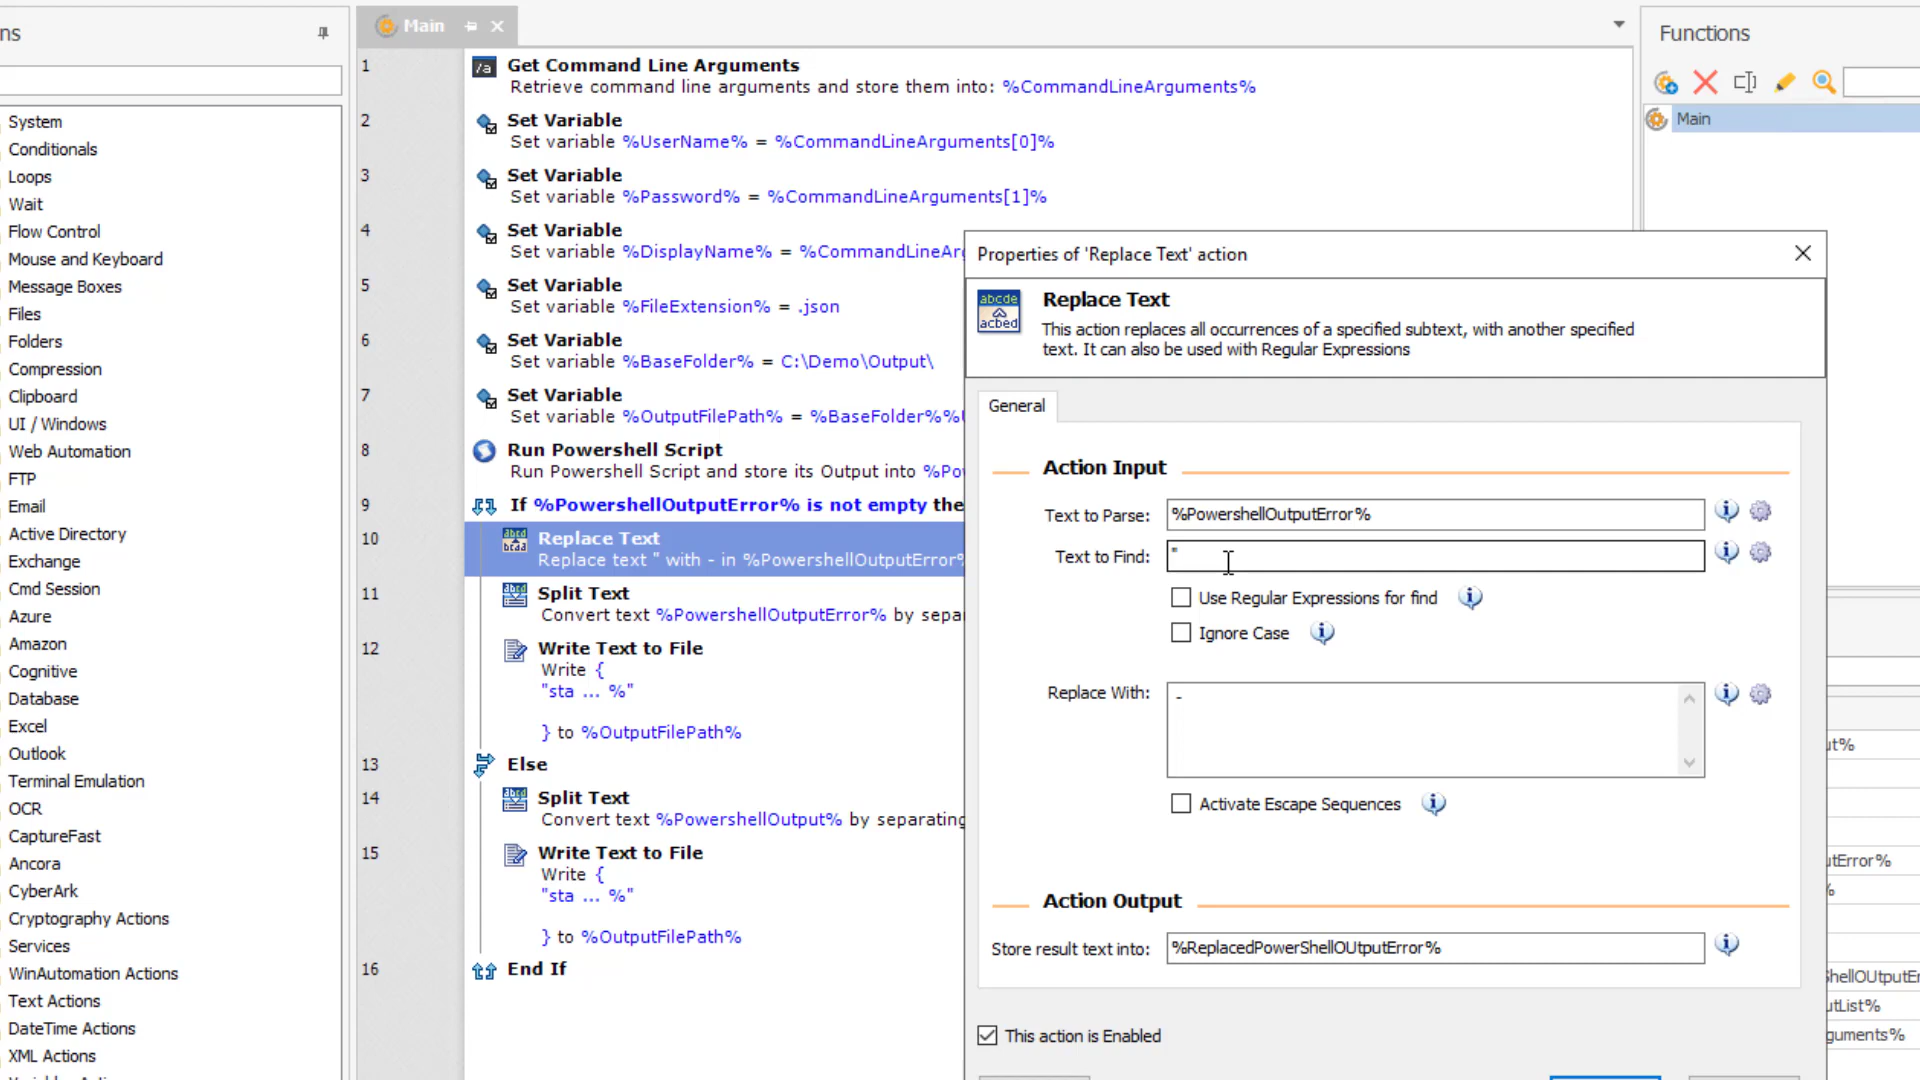 ns
System
Conditionals
Loops
Wait
Flow Control
Mouse and Keyboard
Message Boxes
Files
Folders
Compression
Clipboard
UI / Windows
Web Automation
FTP
Email
Active Directory
Exchange
Cmd Session
Azure
Amazon
Cognitive
Database
Excel
Outlook
Terminal Emulation
OCR
CaptureFast
Ancora
CyberArk
Cryptography Actions
Services
WinAutomation Actions
Text Actions
DateTime Actions
XML Actions
Main
1 Get Command Line Arguments
Retrieve command line arguments and store them into: %CommandLineArguments%
2 Set Variable
Set variable %UserName% = %CommandLineArguments[0]%
3 Set Variable
Set variable %Password% = %CommandLineArguments[1]%
4 Set Variable
Set variable %DisplayName% = %CommandLineAr
5 Set Variable
Set variable %FileExtension% = .json
6 Set Variable
Set variable %BaseFolder% = C:\Demo\Output\
7 Set Variable
Set variable %OutputFilePath% = %BaseFolder%%
8 Run Powershell Script
Run Powershell Script and store its Output into %Po
9 If %PowershellOutputError% is not empty the
10 Replace Text
Replace text " with - in %PowershellOutputError%
11 Split Text
Convert text %PowershellOutputError% by sepa
12 Write Text to File
Write {
"sta ... %"
} to %OutputFilePath%
13 Else
14 Split Text
Convert text %PowershellOutput% by separating
15 Write Text to File
Write {
"sta ... %"
} to %OutputFilePath%
16 End If
Properties of 'Replace Text' action
abcde
acbed
Replace Text
This action replaces all occurrences of a specified subtext, with another specified
text. It can also be used with Regular Expressions
General
Action Input
Text to Parse: %PowershellOutputError%
Text to Find: "
Use Regular Expressions for find
Ignore Case
Replace With: -
Activate Escape Sequences
Action Output
Store result text into: %ReplacedPowerShellOUtputError%
This action is Enabled
Functions
Main
ut%
utError%
%
ShellOUtputEr
utList%
guments%